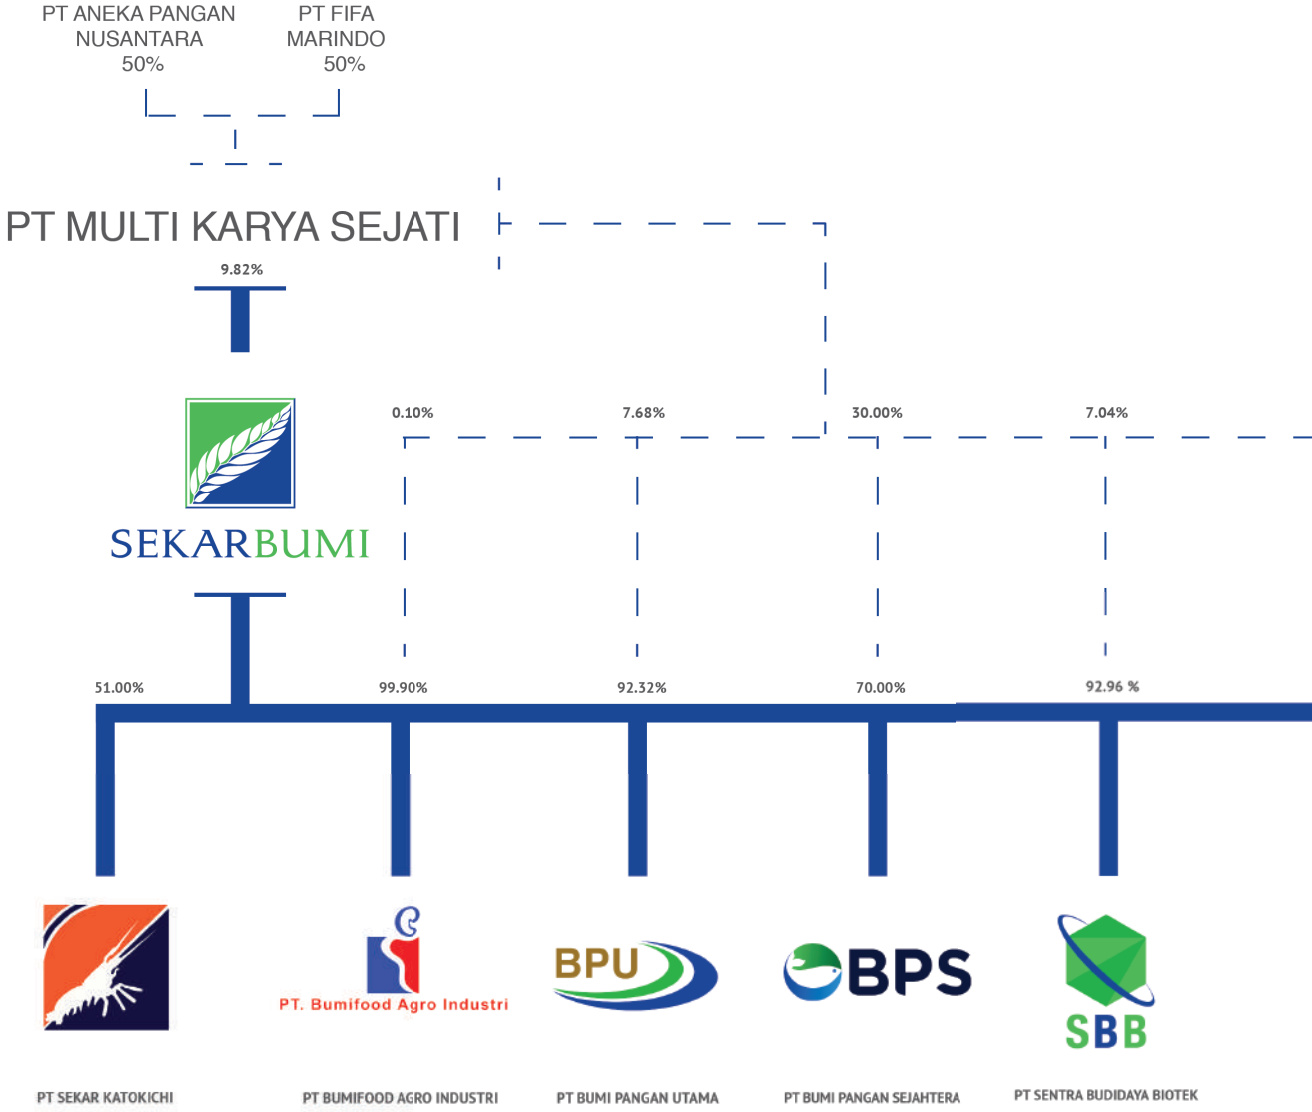 PT ANEKA PANGAN
NUSANTARA
50%
PT FIFA
MARINDO
50%
PT MULTI KARYA SEJATI
9.82%
0.10%
7.68%
30.00%
7.04%
SEKARBUMI
51.00%
99.90%
92.32%
70.00%
92.96 %
PT. Bumifood Agro Industri
BPU
BPS
SBB
PT SEKAR KATOKICHI
PT BUMIFOOD AGRO INDUSTRI
PT BUMI PANGAN UTAMA
PT BUMI PANGAN SEJAHTERA
PT SENTRA BUDIDAYA BIOTEK